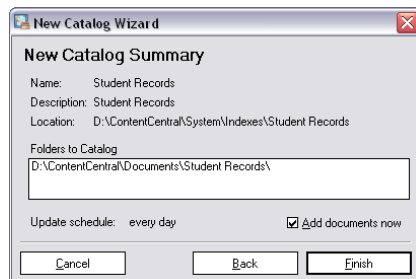 New Catalog Wizard
New Catalog Summary
Name: Student Records
Description: Student Records
Location: D:\ContentCentral\System\Indexes\Student Records
Folders to Catalog
D:\ContentCentral\Documents\Student Records\
Update schedule: every day
Add documents now
Cancel Back Finish